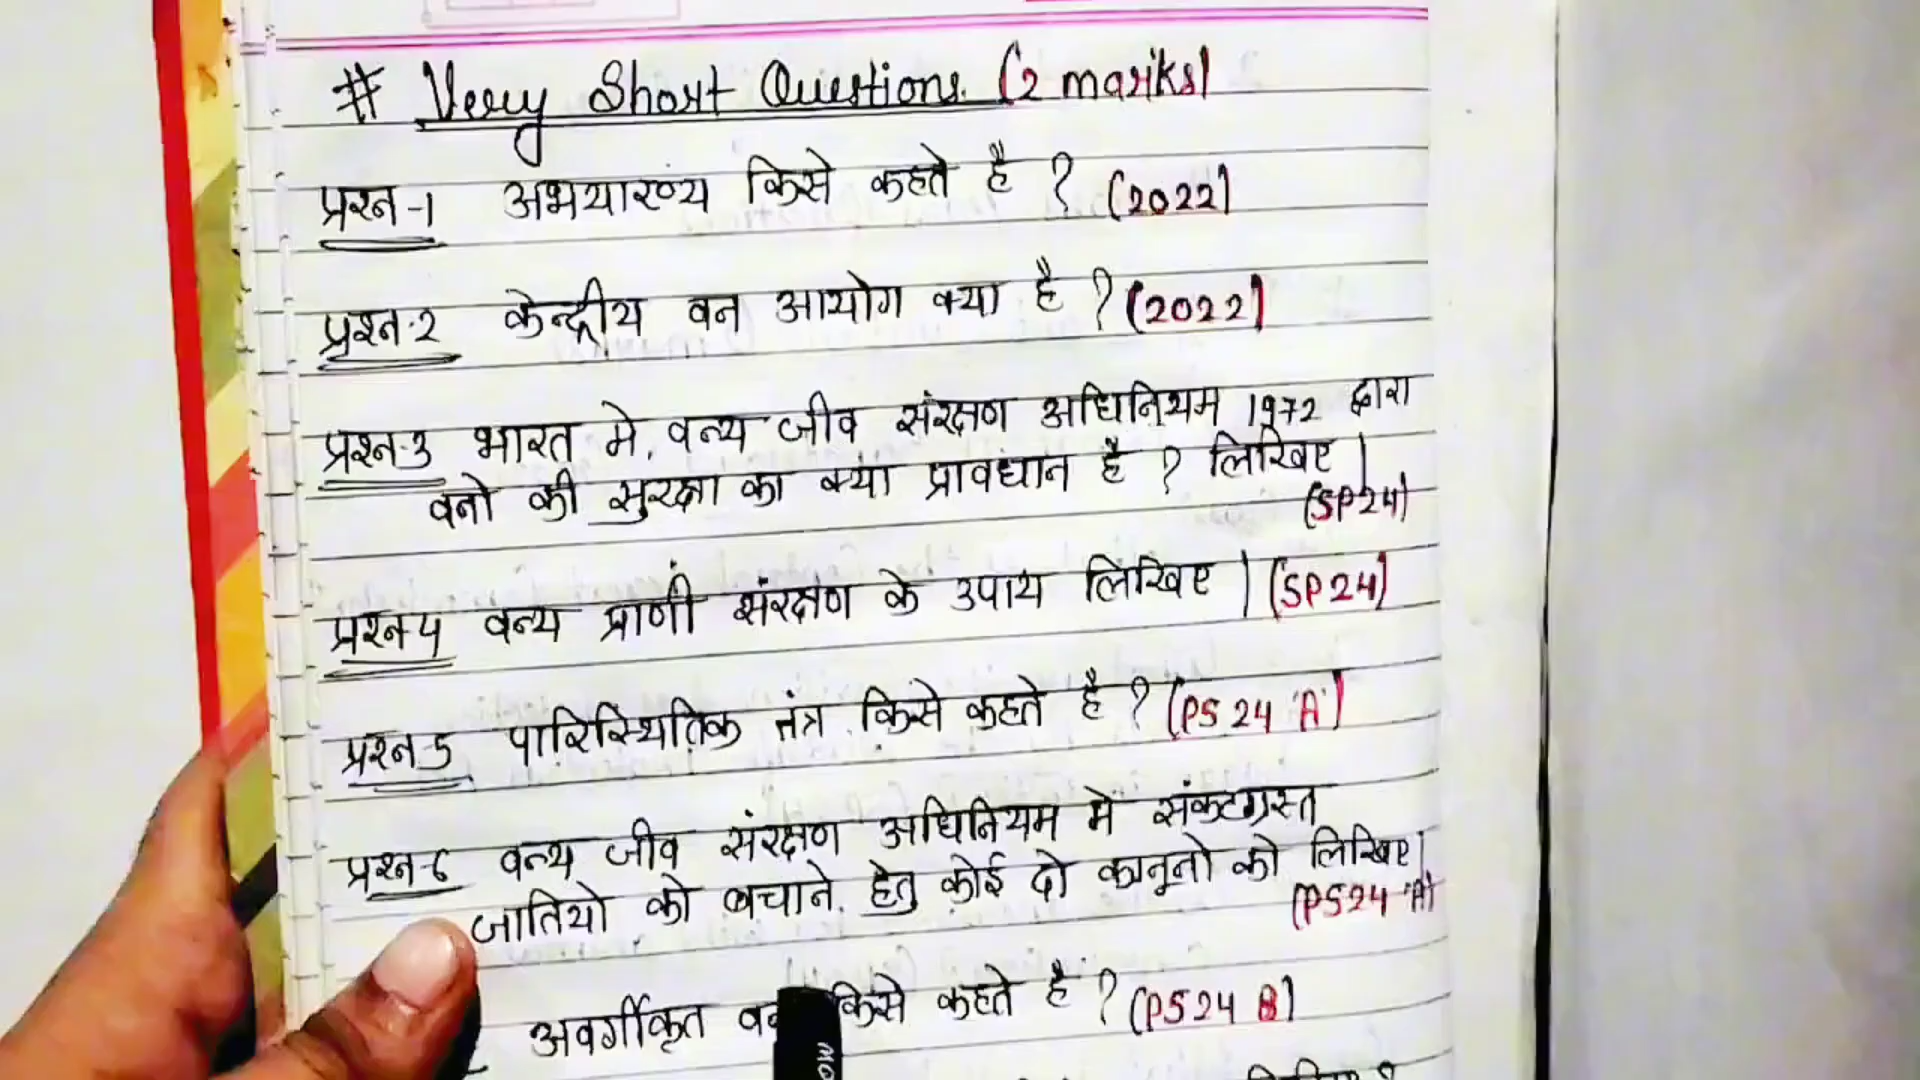 # Very Short Questions. (2 marks)
प्रश्न-1 अभयारण्य किसे कहते है ? (2022)
प्रश्न-2 केन्द्रीय वन आयोग क्या है ? (2022)
प्रश्न-3 भारत मे वन्य जीव संरक्षण अधिनियम 1972 द्वारा
वनो की सुरक्षा का क्या प्रावधान है ? लिखिए |
(SP24)
प्रश्न-4 वन्य प्राणी संरक्षण के उपाय लिखिए | (SP24)
प्रश्न-5 पारिस्थितिक तंत्र किसे कहते है ? (PS 24 'A')
प्रश्न-6 वन्य जीव संरक्षण अधिनियम मे संकटग्रस्त
जातियो को बचाने हेतु कोई दो कानूनो को लिखिए|
(PS24 'A')
अवर्गीकृत किसे कहते है ? (PS24 B)